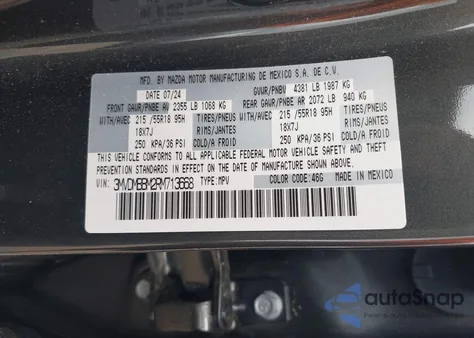 MFD. BY MAZDA MOTOR MANUFACTURING DE MEXICO S.A. DE C.V.
DATE 07/24 GVWR/PNBV 4381 LB 1987 KG
FRONT GAWR/PNBE AV 2355 LB 1068 KG REAR GAWR/PNBE AR 2072 LB 940 KG
WITH/AVEC 215 /55R18 95H TIRES/PNEU WITH/AVEC 215 /55R18 95H TIRES/PNEU
18X7J RIMS/JANTES 18X7J RIMS/JANTES
250 KPA/36 PSI COLD/A FROID 250 KPA/36 PSI COLD/A FROID
THIS VEHICLE CONFORMS TO ALL APPLICABLE FEDERAL MOTOR VEHICLE SAFETY AND THEFT
PREVENTION STANDARDS IN EFFECT ON THE DATE OF MANUFACTURE SHOWN ABOVE.
VIN: 3MVDMBBM2RM713668 TYPE:MPV COLOR:46G MADE IN MEXICO
autoSnap